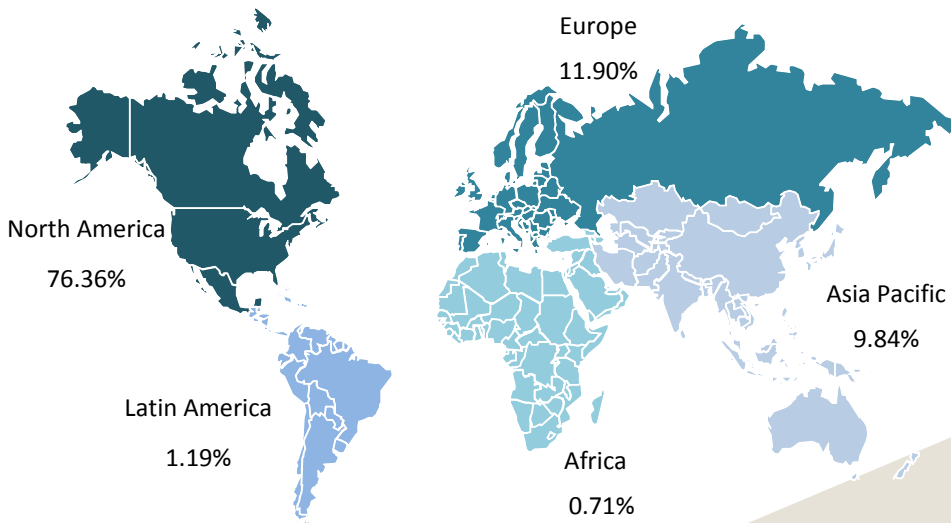 Europe
11.90%
North America
76.36%
Asia Pacific
9.84%
Latin America
1.19%
Africa
0.71%